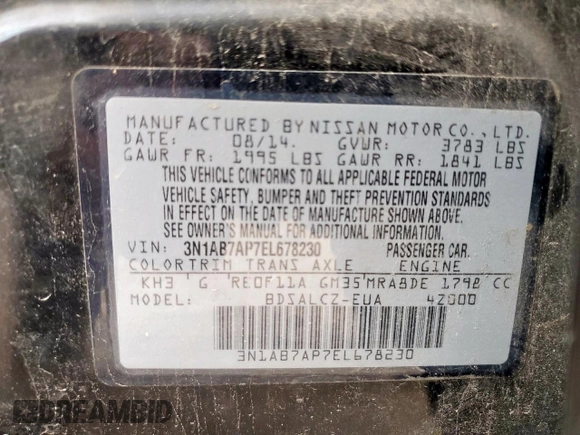 MANUFACTURED BY NISSAN MOTOR CO., LTD.
DATE: 08/14. GVWR: 3783 LBS
GAWR FR: 1995 LBS GAWR RR: 1841 LBS
THIS VEHICLE CONFORMS TO ALL APPLICABLE FEDERAL MOTOR
VEHICLE SAFETY, BUMPER AND THEFT PREVENTION STANDARDS
IN EFFECT ON THE DATE OF MANUFACTURE SHOWN ABOVE.
SEE OWNER'S MANUAL FOR ADDITIONAL INFORMATION.
VIN: 3N1AB7AP7EL678230 PASSENGER CAR.
COLOR TRIM TRANS AXLE ENGINE
KH3 G RE0F11A GM35 MRA8DE 1798 CC
MODEL: BDSALCZ-EUA 4Z000
3N1AB7AP7EL678230
DREAMBID